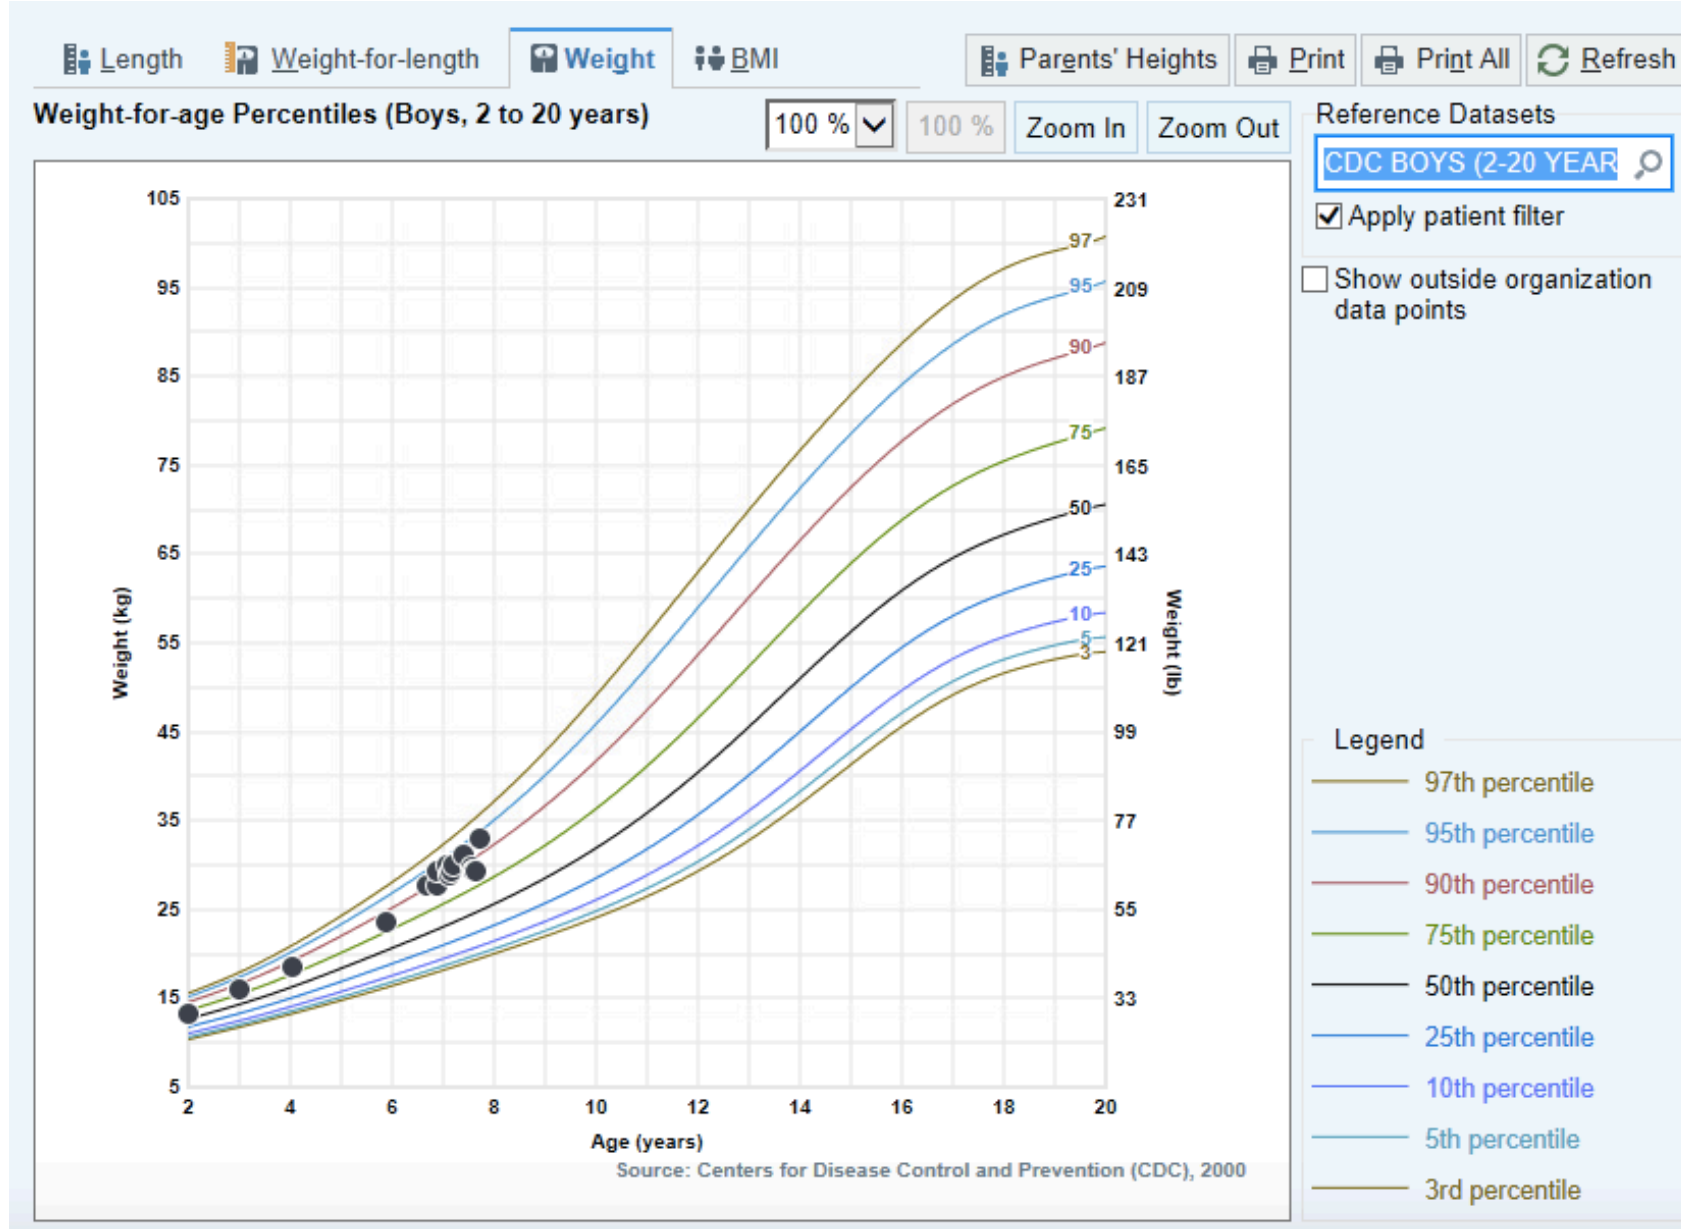 Length Weight-for-length Weight BMI Parents' Heights Print Print All Refresh
Weight-for-age Percentiles (Boys, 2 to 20 years)
100 % 100 % Zoom In Zoom Out
Reference Datasets
CDC BOYS (2-20 YEAR
Apply patient filter
Show outside organization
data points
105 231
97
95 95 209
90
85 187
75
75 165
50
65 143
25
10
55 5 121
3
45 99
35 77
25 55
15 33
5
Weight (kg)
Weight (lb)
2 4 6 8 10 12 14 16 18 20
Age (years)
Source: Centers for Disease Control and Prevention (CDC), 2000
Legend
97th percentile
95th percentile
90th percentile
75th percentile
50th percentile
25th percentile
10th percentile
5th percentile
3rd percentile